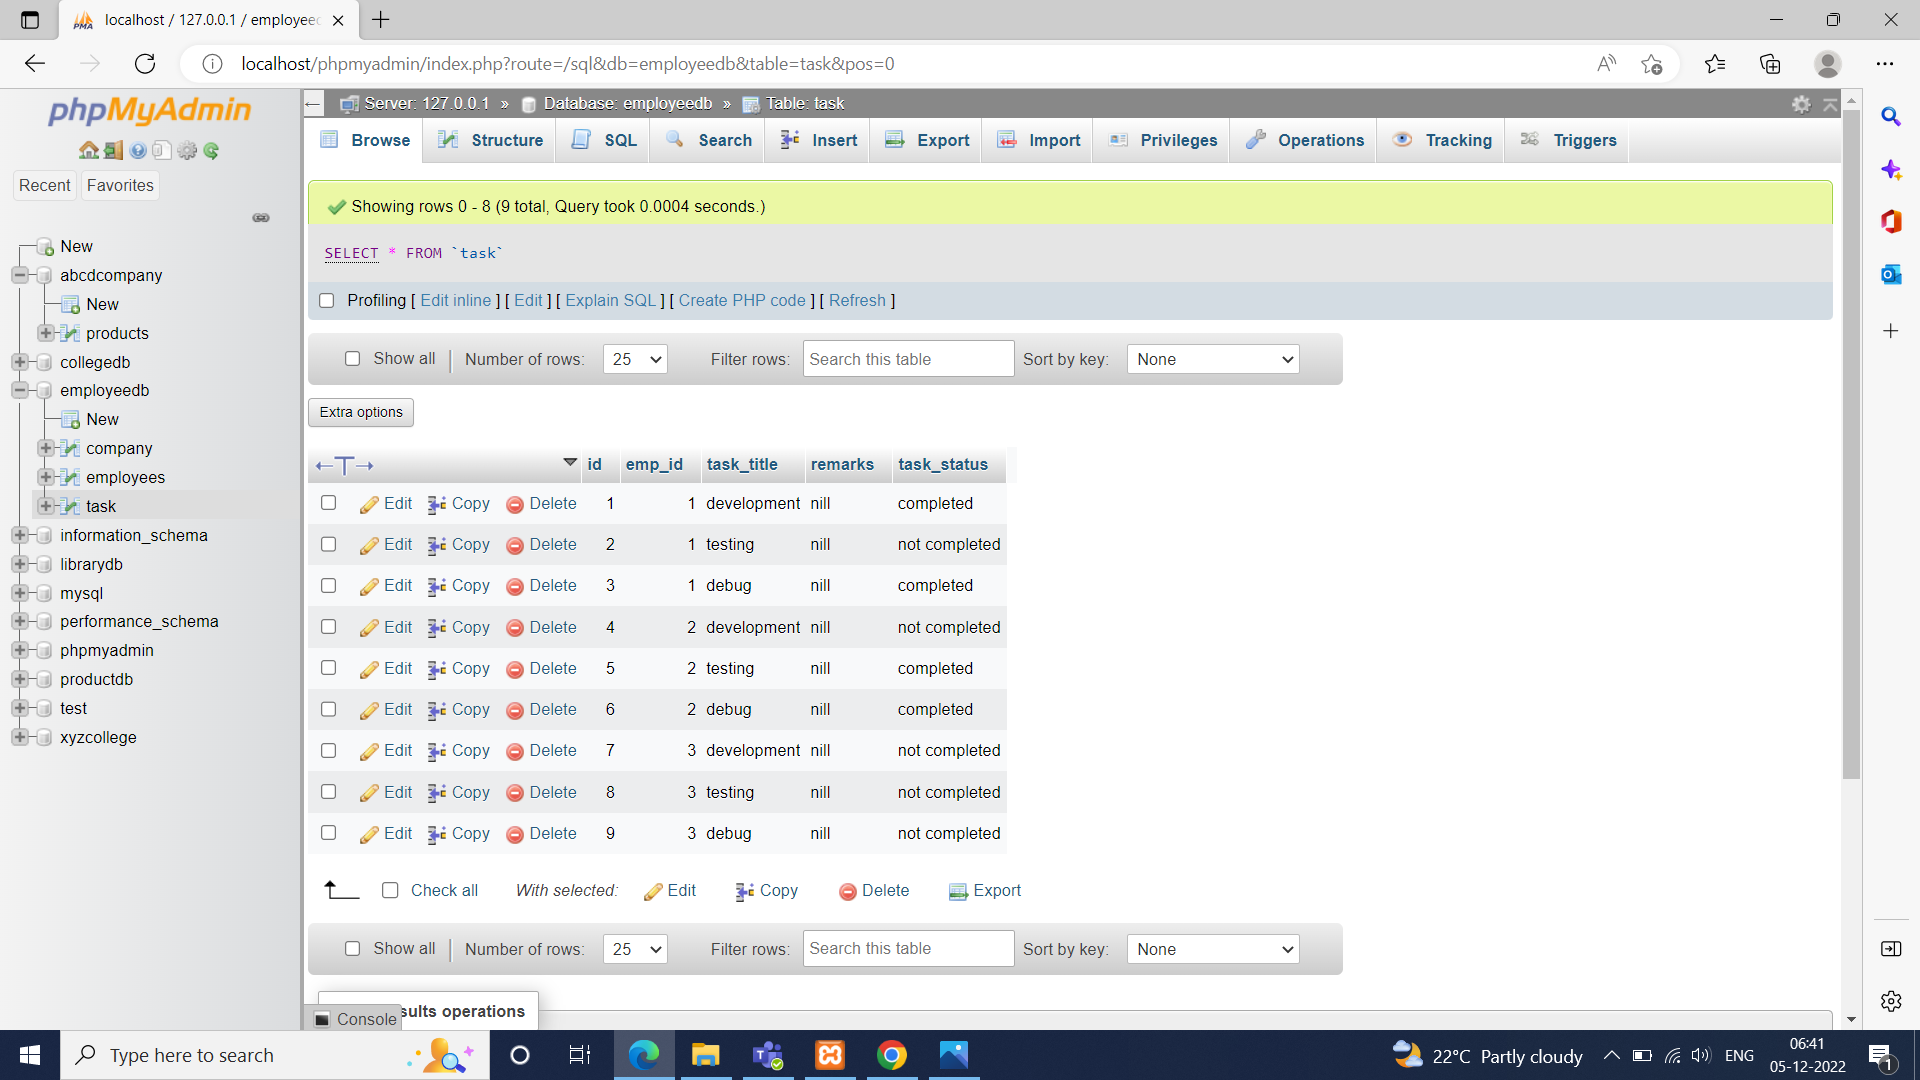 localhost / 127.0.0.1 / employee
localhost/phpmyadmin/index.php?route=/sql&db=employeedb&table=task&pos=0
phpMyAdmin
Recent Favorites
New
abcdcompany
New
products
collegedb
employeedb
New
company
employees
task
information_schema
librarydb
mysql
performance_schema
phpmyadmin
productdb
test
xyzcollege
Server: 127.0.0.1 » Database: employeedb » Table: task
Browse Structure SQL Search Insert Export Import Privileges Operations Tracking Triggers
Showing rows 0 - 8 (9 total, Query took 0.0004 seconds.)
SELECT * FROM `task`
Profiling [ Edit inline ] [ Edit ] [ Explain SQL ] [ Create PHP code ] [ Refresh ]
Show all Number of rows: 25 Filter rows: Search this table Sort by key: None
Extra options
id emp_id task_title remarks task_status
Edit Copy Delete 1 1 development nill completed
Edit Copy Delete 2 1 testing nill not completed
Edit Copy Delete 3 1 debug nill completed
Edit Copy Delete 4 2 development nill not completed
Edit Copy Delete 5 2 testing nill completed
Edit Copy Delete 6 2 debug nill completed
Edit Copy Delete 7 3 development nill not completed
Edit Copy Delete 8 3 testing nill not completed
Edit Copy Delete 9 3 debug nill not completed
Check all With selected: Edit Copy Delete Export
Show all Number of rows: 25 Filter rows: Search this table Sort by key: None
sults operations
Console
Type here to search
22°C Partly cloudy
ENG
06:41
05-12-2022
1